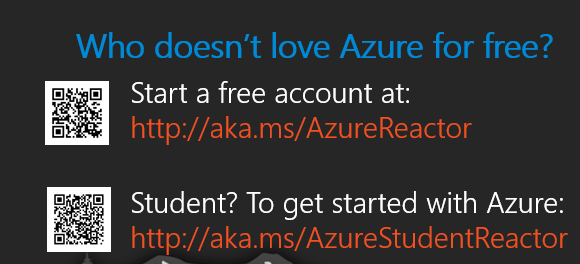 Who doesn't love Azure for free?
Start a free account at:
http://aka.ms/AzureReactor
Student? To get started with Azure:
http://aka.ms/AzureStudentReactor